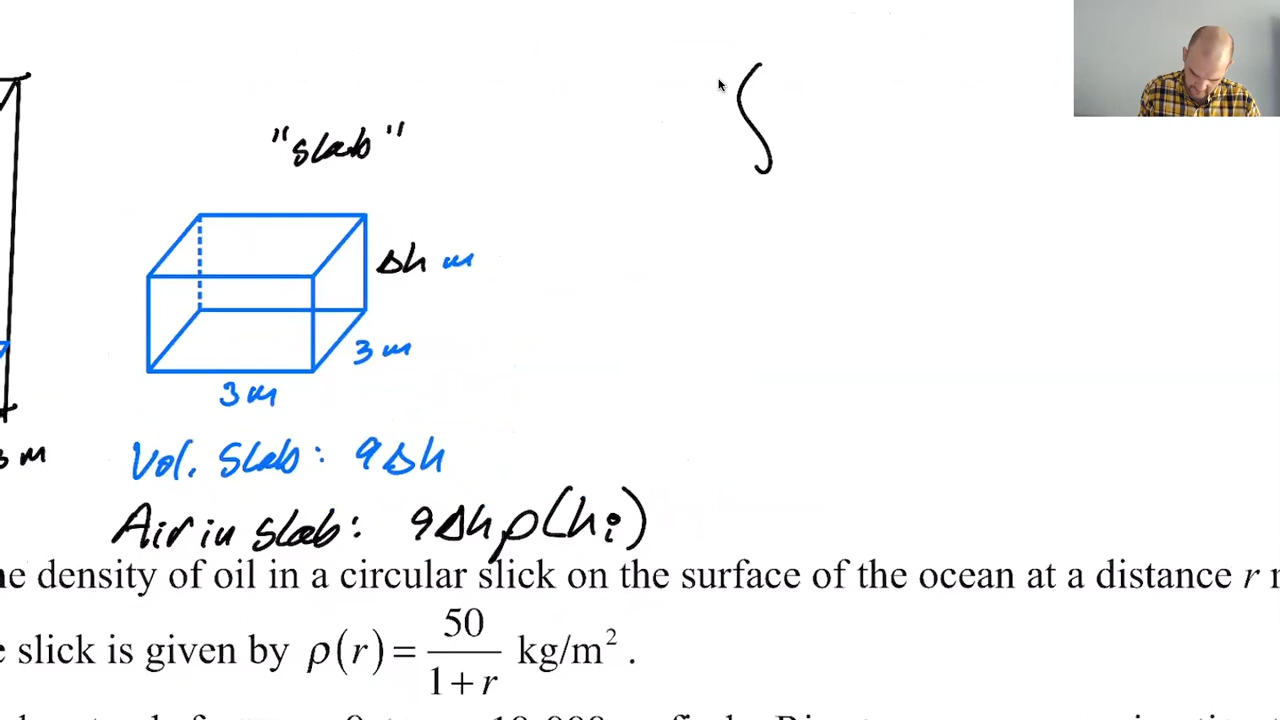 "slab"
∫
Δh m
3 m
3 m
3 m
Vol. Slab: 9Δh
Air in slab: 9Δhρ(hᵢ)
density of oil in a circular slick on the surface of the ocean at a distance r
slick is given by ρ(r) = 50/(1+r) kg/m².